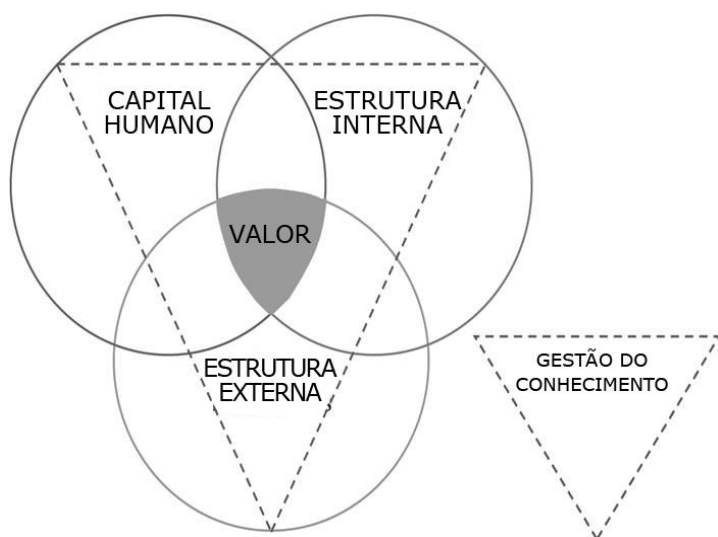 CAPITAL
HUMANO
ESTRUTURA
INTERNA
VALOR
ESTRUTURA
EXTERNA
GESTÃO DO
CONHECIMENTO